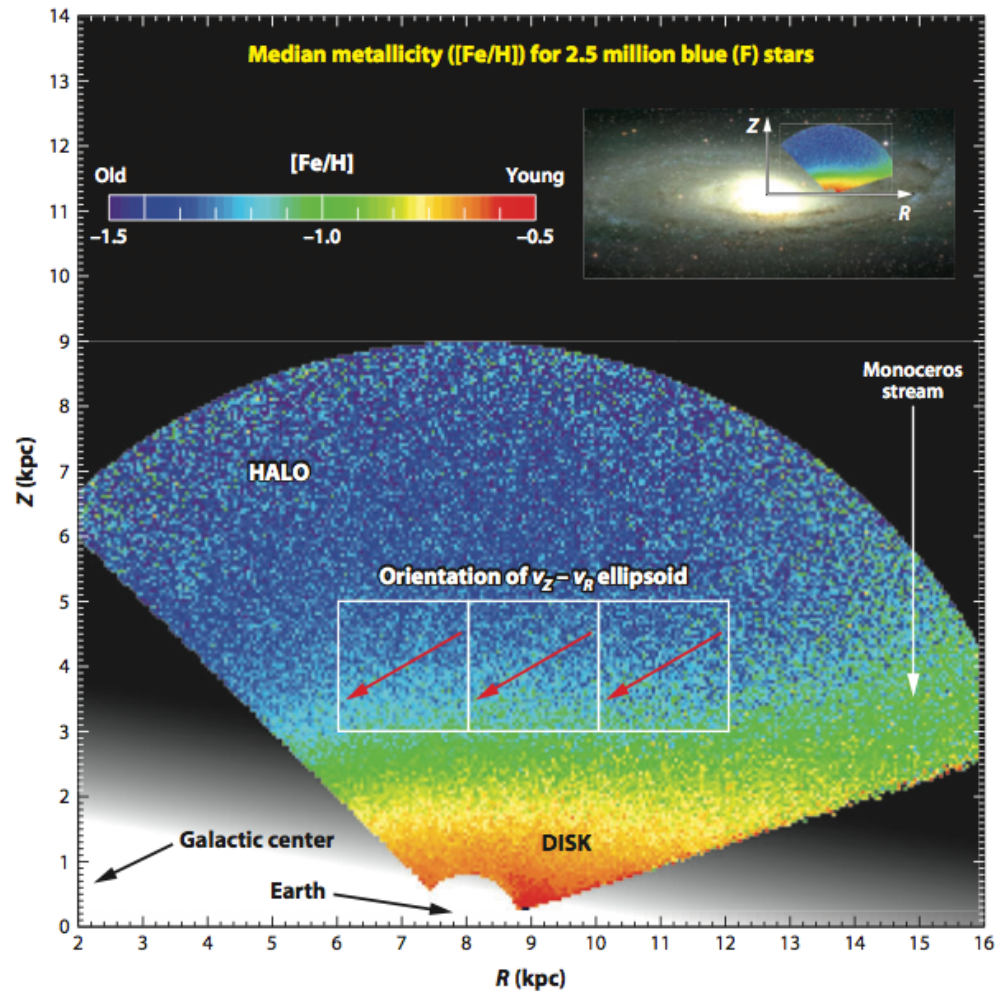 Median metallicity ([Fe/H]) for 2.5 million blue (F) stars
[Fe/H]
Old
Young
–1.5
–1.0
–0.5
Z
R
Monoceros
stream
HALO
Orientation of vZ – vR ellipsoid
DISK
Galactic center
Earth
14
13
12
11
10
9
8
7
6
5
4
3
2
1
0
Z (kpc)
2 3 4 5 6 7 8 9 10 11 12 13 14 15 16
R (kpc)